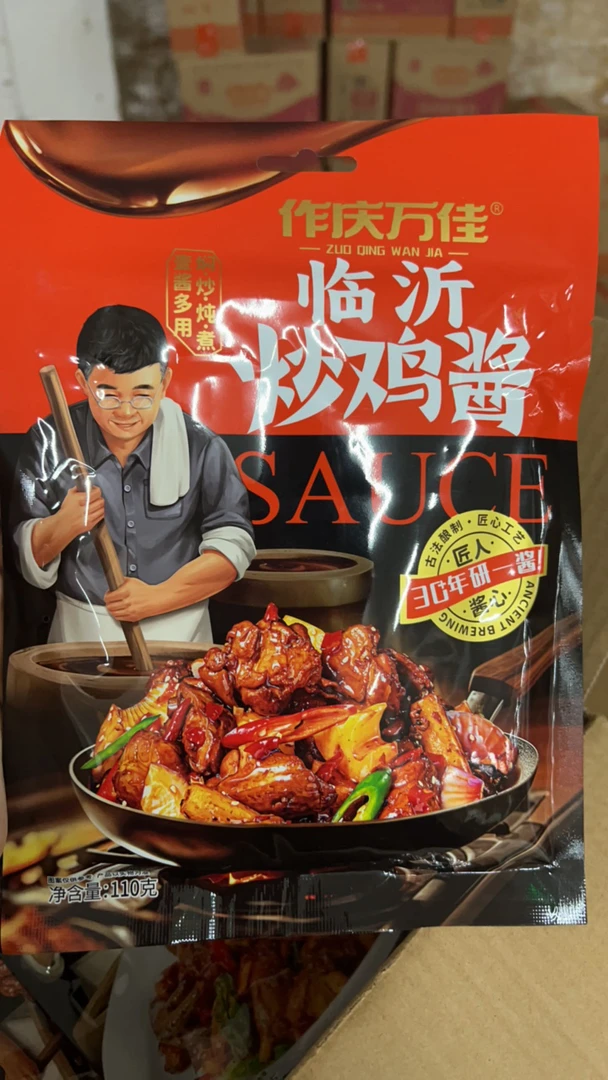 作庆万佳®
ZUO QING WAN JIA
临沂
炒鸡酱
焖·炒·炖·煮
酱多用
SAUCE
古法酿制·匠心工艺
匠人
30年研一酱!
酱心
ANCIENT BREWING
净含量:110克